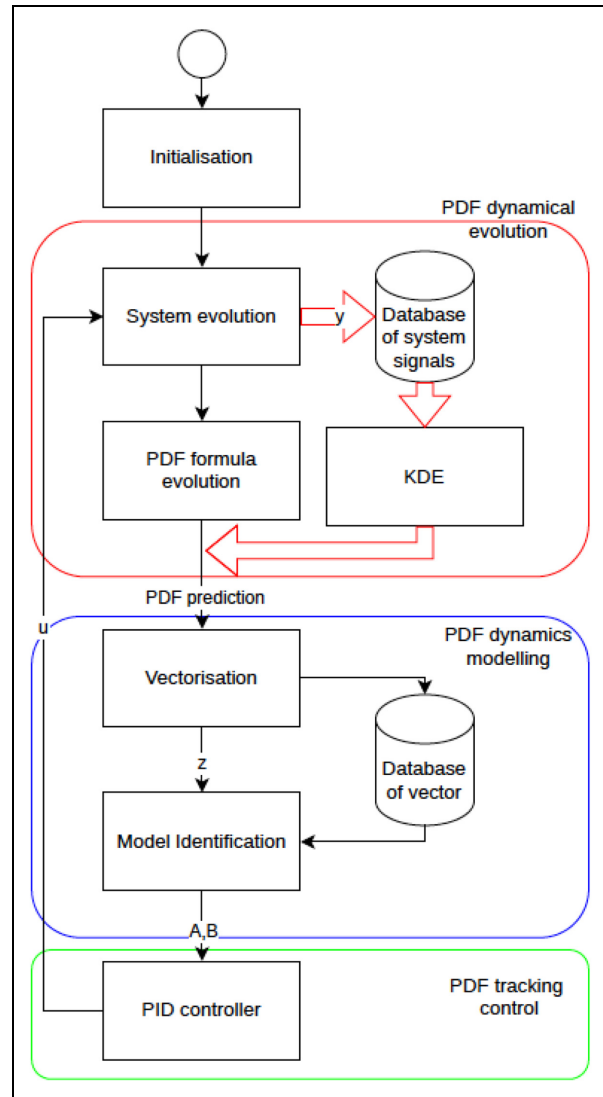 Initialisation
PDF dynamical
evolution
System evolution
y
Database
of system
signals
PDF formula
evolution
KDE
PDF prediction
u
PDF dynamics
modelling
Vectorisation
z
Database
of vector
Model Identification
A,B
PID controller
PDF tracking
control